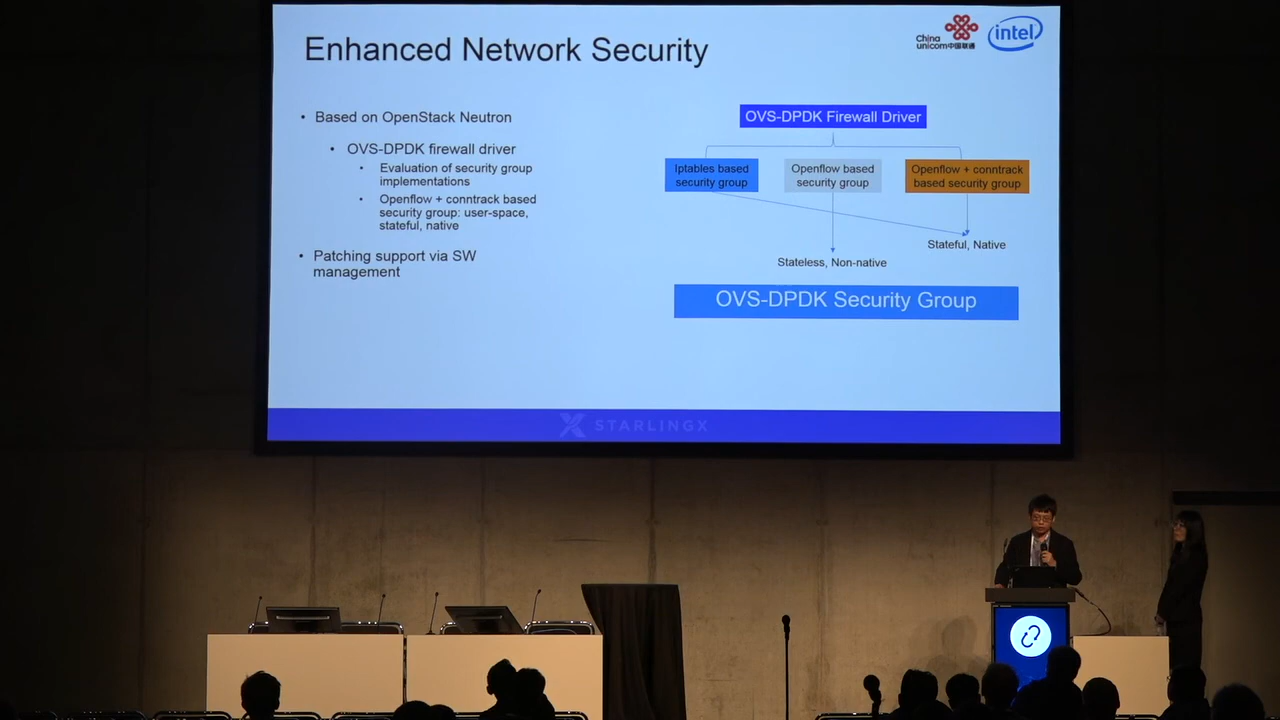 Enhanced Network Security
China
unicom中国联通
intel
• Based on OpenStack Neutron
• OVS-DPDK firewall driver
• Evaluation of security group
implementations
• Openflow + conntrack based
security group: user-space,
stateful, native
• Patching support via SW
management
OVS-DPDK Firewall Driver
Iptables based
security group
Openflow based
security group
Openflow + conntrack
based security group
Stateful, Native
Stateless, Non-native
OVS-DPDK Security Group
STARLINGX